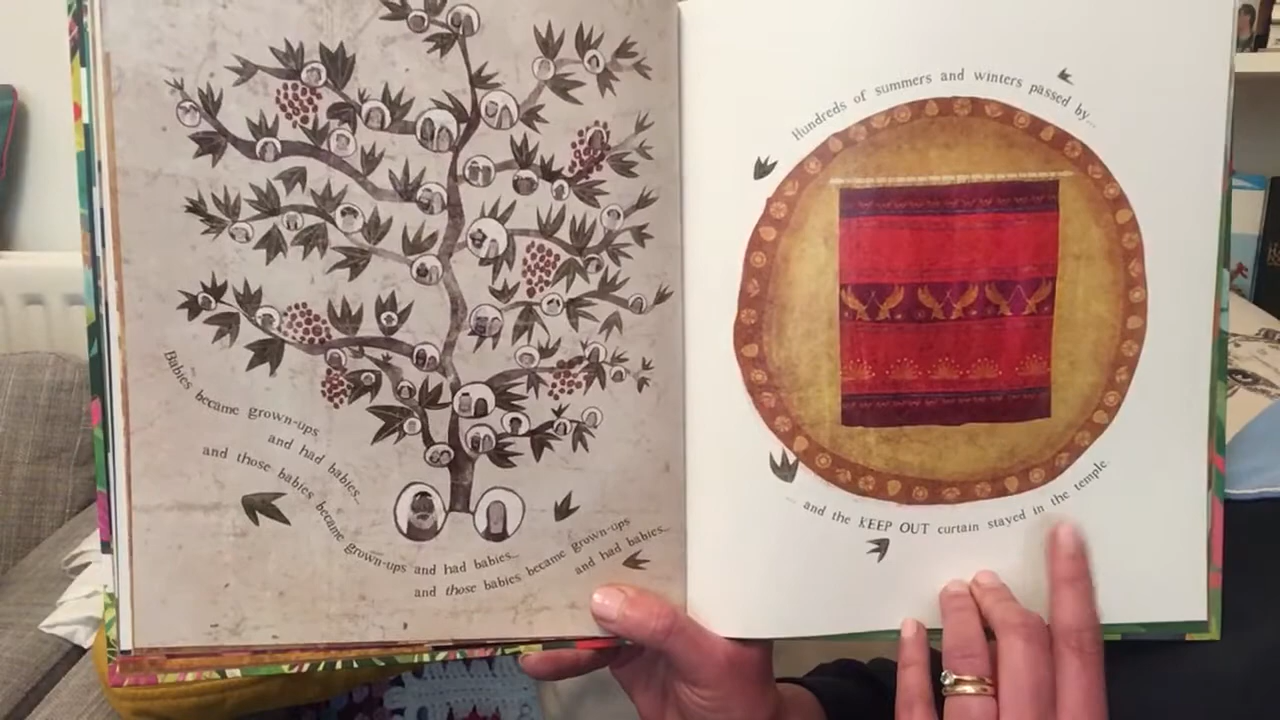 Babies became grown-ups
and had babies...
and those babies became grown-ups and had babies...
and those babies became grown-ups
and had babies...
Hundreds of summers and winters passed by...
... and the KEEP OUT curtain stayed in the temple.